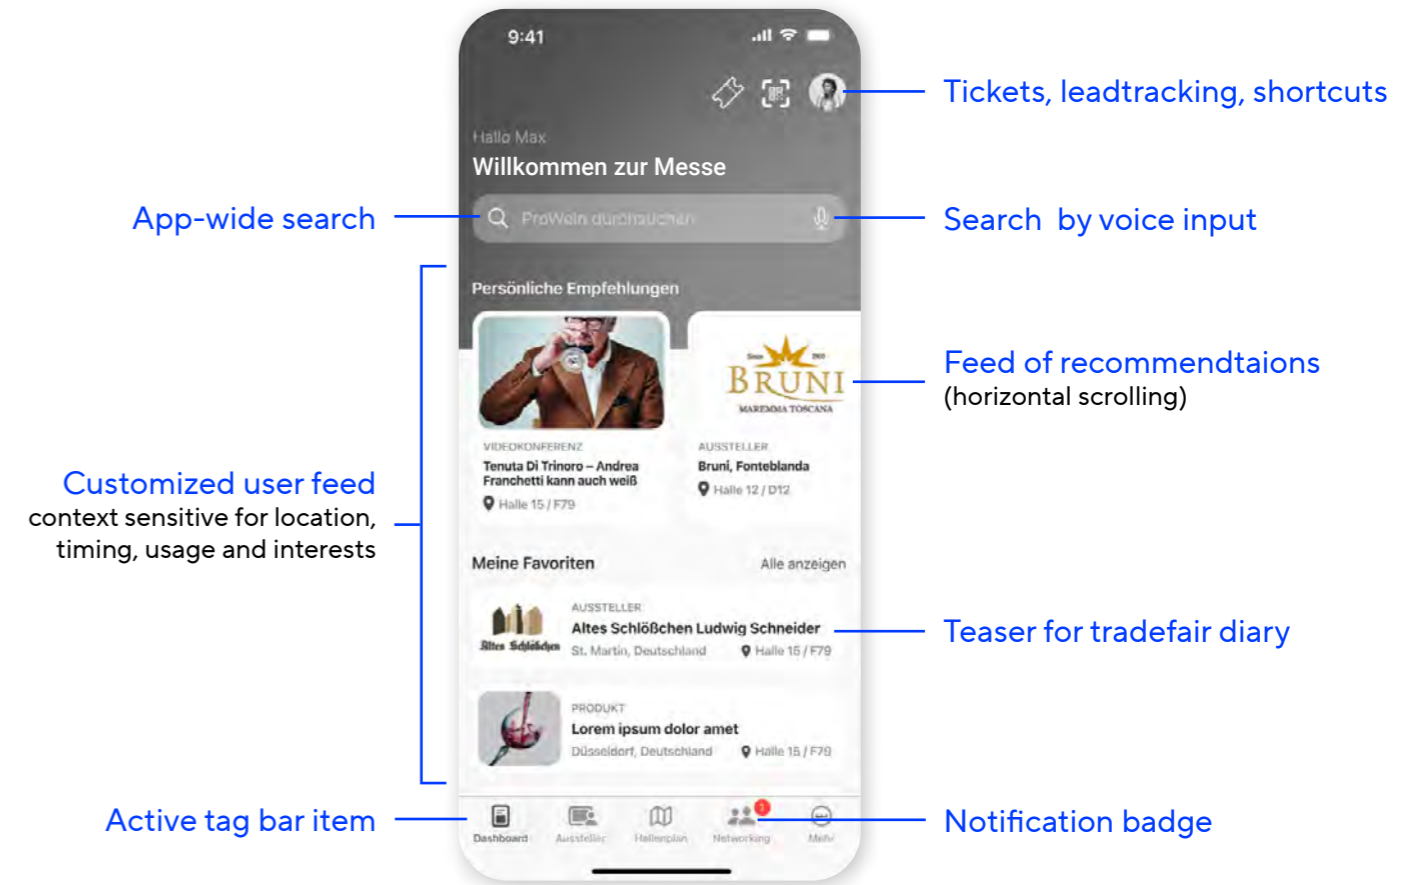 9:41
Tickets, leadtracking, shortcuts
Hallo Max
Willkommen zur Messe
App-wide search
ProWein durchsuchen
Search by voice input
Persönliche Empfehlungen
Since 1960
BRUNI
MAREMMA TOSCANA
Feed of recommendtaions
(horizontal scrolling)
VIDEOKONFERENZ
Tenuta Di Trinoro – Andrea
Franchetti kann auch weiß
Halle 15 / F79
AUSSTELLER
Bruni, Fonteblanda
Halle 12 / D12
Customized user feed
context sensitive for location,
timing, usage and interests
Meine Favoriten
Alle anzeigen
Altes Schlößchen
AUSSTELLER
Altes Schlößchen Ludwig Schneider
St. Martin, Deutschland
Halle 15 / F79
Teaser for tradefair diary
PRODUKT
Lorem ipsum dolor amet
Düsseldorf, Deutschland
Halle 15 / F79
Active tag bar item
1
Dashboard
Aussteller
Hallenplan
Networking
Mehr
Notification badge